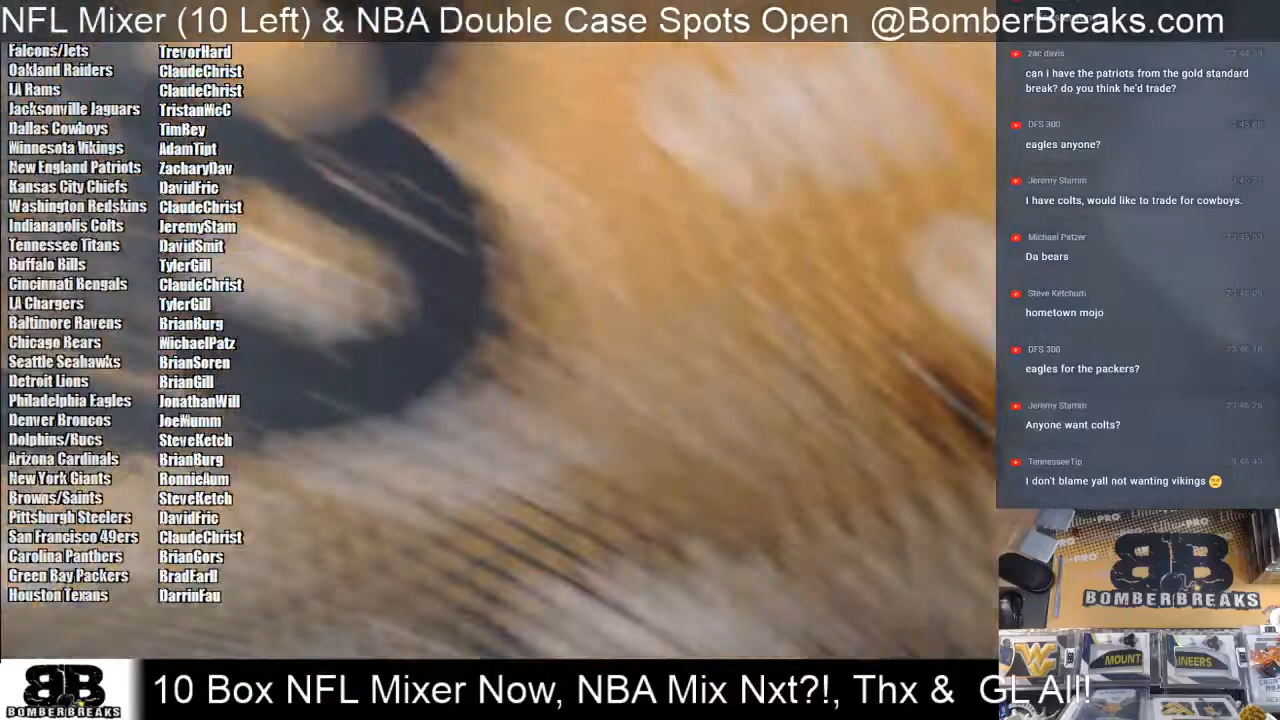 NFL Mixer (10 Left) & NBA Double Case Spots Open @BomberBreaks.com
Falcons/Jets TrevorHard
Oakland Raiders ClaudeChrist
LA Rams ClaudeChrist
Jacksonville Jaguars TristanMcC
Dallas Cowboys TimRey
Minnesota Vikings AdamTipt
New England Patriots ZacharyDav
Kansas City Chiefs DavidFric
Washington Redskins ClaudeChrist
Indianapolis Colts JeremyStam
Tennessee Titans DavidSmit
Buffalo Bills TylerGill
Cincinnati Bengals ClaudeChrist
LA Chargers TylerGill
Baltimore Ravens BrianBurg
Chicago Bears MichaelPatz
Seattle Seahawks BrianSoren
Detroit Lions BrianGill
Philadelphia Eagles JonathanWill
Denver Broncos JoeMumm
Dolphins/Bucs SteveKetch
Arizona Cardinals BrianBurg
New York Giants RonnieAum
Browns/Saints SteveKetch
Pittsburgh Steelers DavidFric
San Francisco 49ers ClaudeChrist
Carolina Panthers BrianGors
Green Bay Packers BradEarll
Houston Texans DarrinFau
zac davis
can I have the patriots from the gold standard
break? do you think he'd trade?
DFS 300
eagles anyone?
Jeremy Stamm
I have colts, would like to trade for cowboys.
Michael Patzer
Da bears
Steve Ketchum
hometown mojo
DFS 300
eagles for the packers?
Jeremy Stamm 23:46:26
Anyone want colts?
TennesseeTip
I don't blame yall not wanting vikings 😅
BOMBERBREAKS
MOUNT
INEERS
BOMBERBREAKS
10 Box NFL Mixer Now, NBA Mix Nxt?!, Thx & GL All!